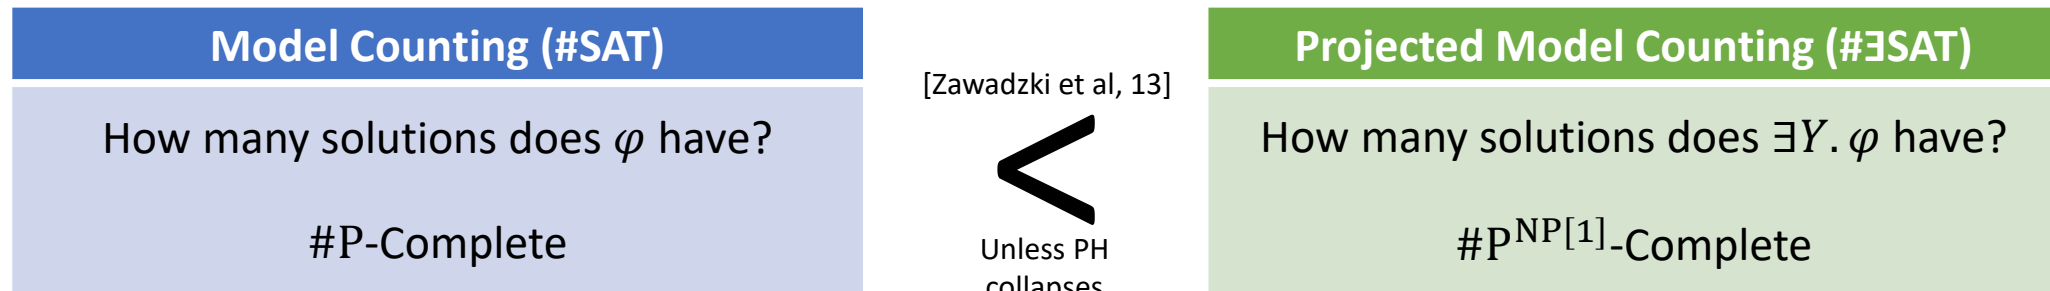 Model Counting (#SAT)
How many solutions does φ have?
#P-Complete
[Zawadzki et al, 13]
<
Unless PH
collapses
Projected Model Counting (#∃SAT)
How many solutions does ∃Y. φ have?
#P^NP[1]-Complete